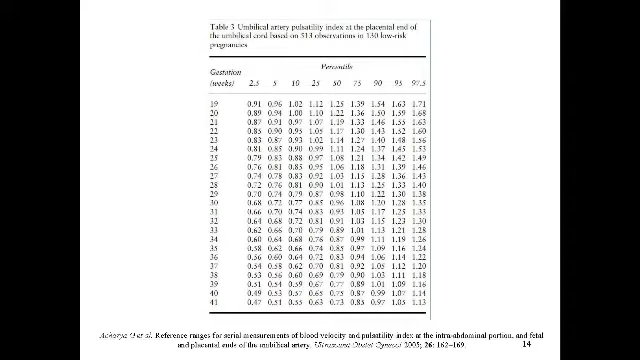 Table 3 Umbilical artery pulsatility index at the placental end of
the umbilical cord based on 513 observations in 130 low-risk
pregnancies
Percentile
Gestation
(weeks) 2.5 5 10 25 50 75 90 95 97.5
19 0.91 0.96 1.02 1.12 1.25 1.39 1.54 1.63 1.71
20 0.89 0.94 1.00 1.10 1.22 1.36 1.50 1.59 1.68
21 0.87 0.91 0.97 1.07 1.19 1.33 1.46 1.55 1.63
22 0.85 0.90 0.95 1.05 1.17 1.30 1.43 1.52 1.60
23 0.83 0.87 0.93 1.02 1.14 1.27 1.40 1.48 1.56
24 0.81 0.85 0.90 0.99 1.11 1.24 1.37 1.45 1.53
25 0.79 0.83 0.88 0.97 1.08 1.21 1.34 1.42 1.49
26 0.76 0.81 0.85 0.95 1.06 1.18 1.31 1.39 1.46
27 0.74 0.78 0.83 0.92 1.03 1.15 1.28 1.36 1.43
28 0.72 0.76 0.81 0.90 1.01 1.13 1.25 1.33 1.40
29 0.70 0.74 0.79 0.87 0.98 1.10 1.22 1.30 1.38
30 0.68 0.72 0.77 0.85 0.96 1.08 1.20 1.28 1.35
31 0.66 0.70 0.74 0.83 0.93 1.05 1.17 1.25 1.33
32 0.64 0.68 0.72 0.81 0.91 1.03 1.15 1.23 1.30
33 0.62 0.66 0.70 0.79 0.89 1.01 1.13 1.21 1.28
34 0.60 0.64 0.68 0.76 0.87 0.99 1.11 1.19 1.26
35 0.58 0.62 0.66 0.74 0.85 0.97 1.09 1.16 1.24
36 0.56 0.60 0.64 0.72 0.83 0.94 1.06 1.14 1.22
37 0.54 0.58 0.62 0.70 0.81 0.92 1.05 1.12 1.20
38 0.53 0.56 0.60 0.69 0.79 0.90 1.03 1.11 1.18
39 0.51 0.54 0.59 0.67 0.77 0.89 1.01 1.09 1.16
40 0.49 0.53 0.57 0.65 0.75 0.87 0.99 1.07 1.14
41 0.47 0.51 0.55 0.63 0.73 0.85 0.97 1.05 1.13
Acharya G et al. Reference ranges for serial measurements of blood velocity and pulsatility index at the intra-abdominal portion, and fetal
and placental ends of the umbilical artery. Ultrasound Obstet Gynecol 2005; 26: 162–169.
14